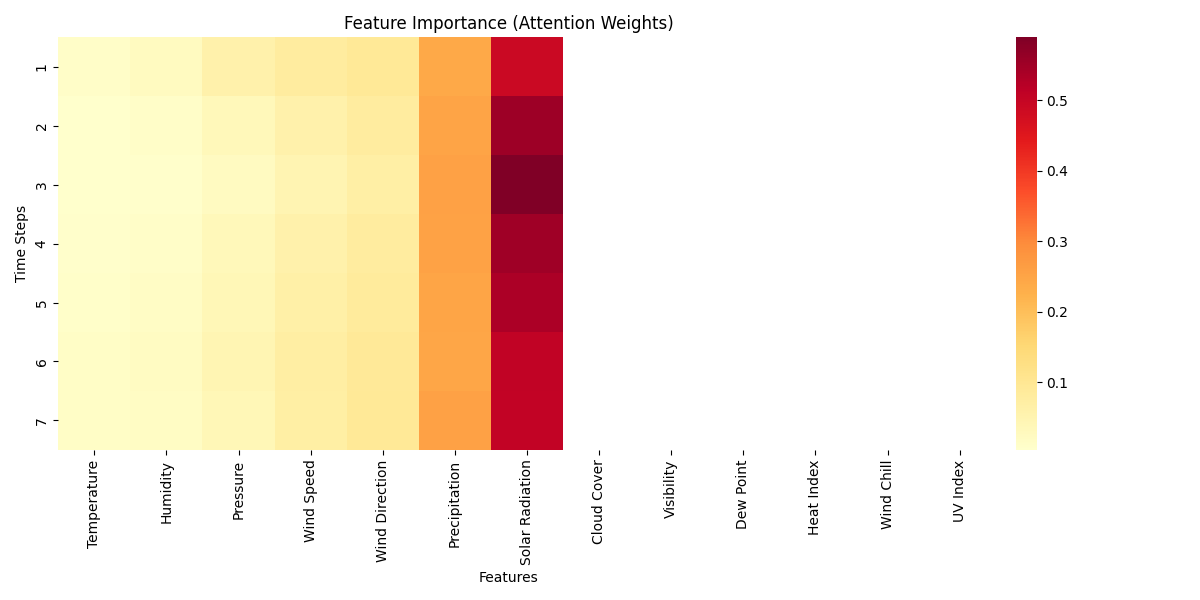 Feature Importance (Attention Weights)
Time Steps
1
2
3
4
5
6
7
Temperature
Humidity
Pressure
Wind Speed
Wind Direction
Precipitation
Solar Radiation
Cloud Cover
Visibility
Dew Point
Heat Index
Wind Chill
UV Index
Features
0.5
0.4
0.3
0.2
0.1